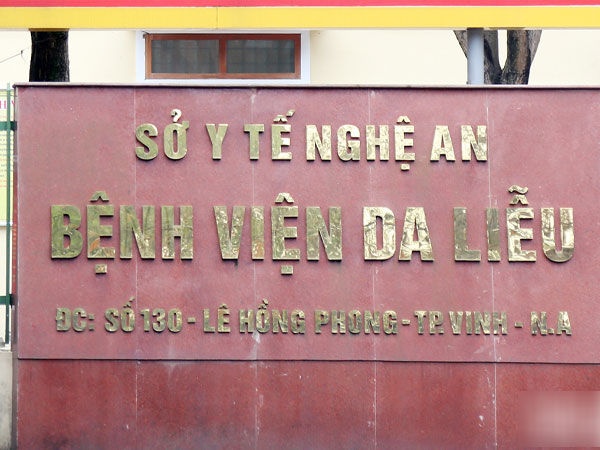 SỞ Y TẾ NGHỆ AN
BỆNH VIỆN DA LIỄU
ĐC: SỐ 130 - LÊ HỒNG PHONG - TP. VINH - N.A